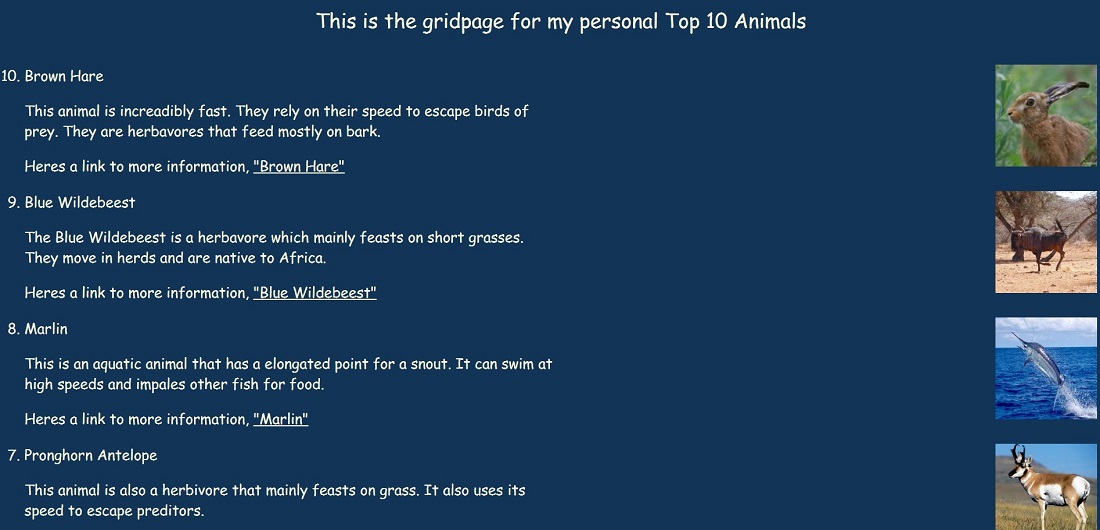 This is the gridpage for my personal Top 10 Animals
10. Brown Hare
This animal is increadibly fast. They rely on their speed to escape birds of
prey. They are herbavores that feed mostly on bark.
Heres a link to more information, "Brown Hare"
9. Blue Wildebeest
The Blue Wildebeest is a herbavore which mainly feasts on short grasses.
They move in herds and are native to Africa.
Heres a link to more information, "Blue Wildebeest"
8. Marlin
This is an aquatic animal that has a elongated point for a snout. It can swim at
high speeds and impales other fish for food.
Heres a link to more information, "Marlin"
7. Pronghorn Antelope
This animal is also a herbivore that mainly feasts on grass. It also uses its
speed to escape preditors.